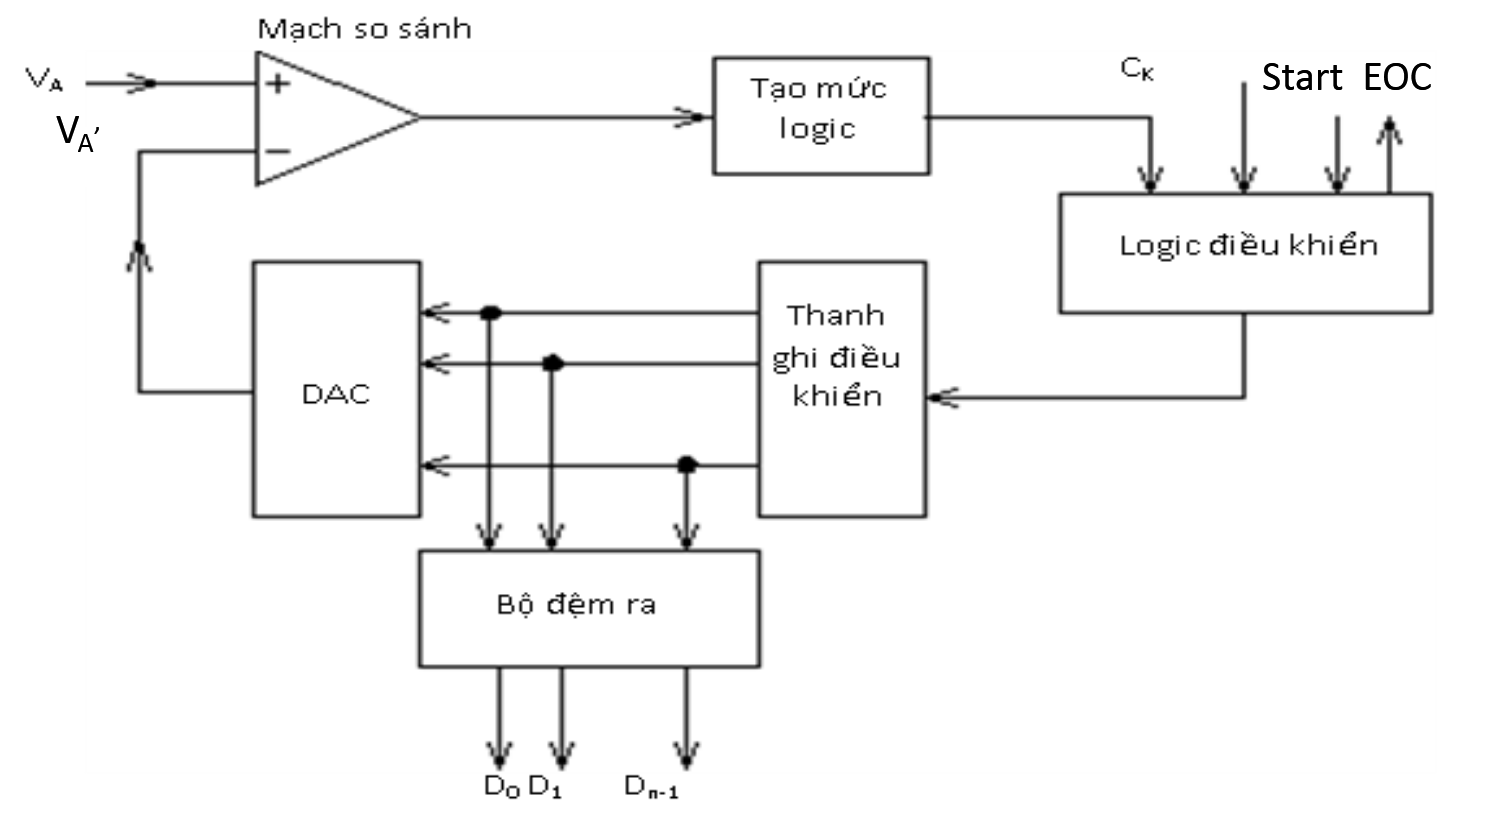 Mạch so sánh
VA
+
VA'
−
Tạo mức
logic
CK
Start EOC
Logic điều khiển
DAC
Thanh
ghi điều
khiển
Bộ đệm ra
D0 D1 Dn-1